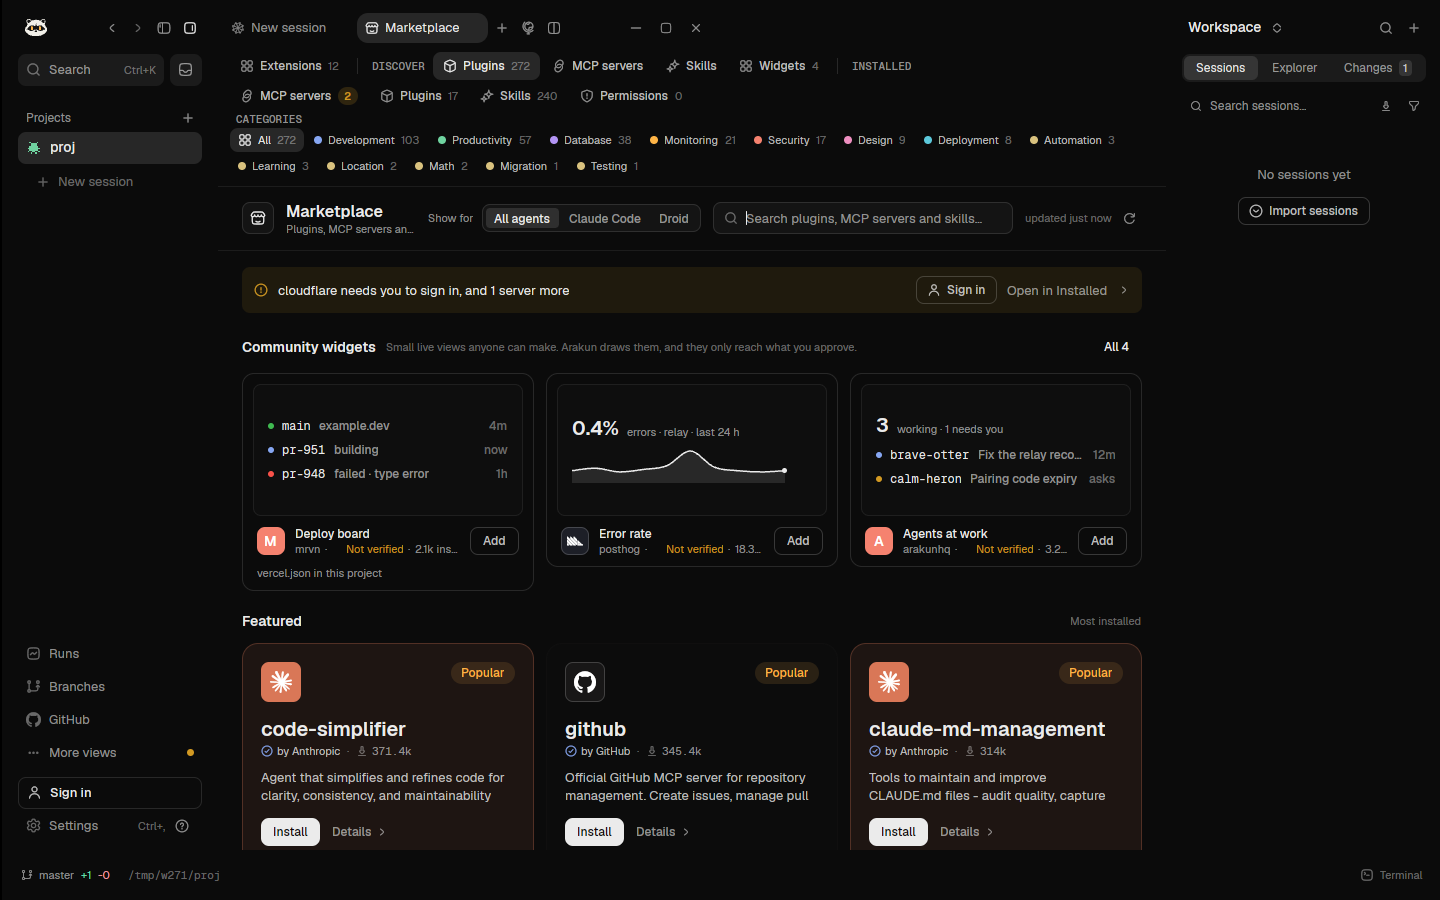 New session
Marketplace
Workspace
Search Ctrl+K
Extensions 12 DISCOVER Plugins 272 MCP servers Skills Widgets 4 INSTALLED
Sessions Explorer Changes 1
MCP servers 2 Plugins 17 Skills 240 Permissions 0
Search sessions...
Projects
CATEGORIES
proj
All 272 Development 103 Productivity 57 Database 38 Monitoring 21 Security 17 Design 9 Deployment 8 Automation 3
Learning 3 Location 2 Math 2 Migration 1 Testing 1
New session
No sessions yet
Import sessions
Marketplace
Plugins, MCP servers an...
Show for All agents Claude Code Droid
Search plugins, MCP servers and skills...
updated just now
cloudflare needs you to sign in, and 1 server more
Sign in Open in Installed
Community widgets Small live views anyone can make. Arakun draws them, and they only reach what you approve. All 4
main example.dev 4m
pr-951 building now
pr-948 failed · type error 1h
0.4% errors · relay · last 24 h
3 working · 1 needs you
brave-otter Fix the relay reco... 12m
calm-heron Pairing code expiry asks
M Deploy board
mrvn · Not verified · 2.1k ins...
Add
vercel.json in this project
Error rate
posthog · Not verified · 18.3...
Add
A Agents at work
arakunhq · Not verified · 3.2...
Add
Featured Most installed
Popular
code-simplifier
by Anthropic · 371.4k
Agent that simplifies and refines code for
clarity, consistency, and maintainability
Install Details
Popular
github
by GitHub · 345.4k
Official GitHub MCP server for repository
management. Create issues, manage pull
Install Details
Popular
claude-md-management
by Anthropic · 314k
Tools to maintain and improve
CLAUDE.md files - audit quality, capture
Install Details
Runs
Branches
GitHub
More views
Sign in
Settings Ctrl+,
master +1 -0 /tmp/w271/proj
Terminal